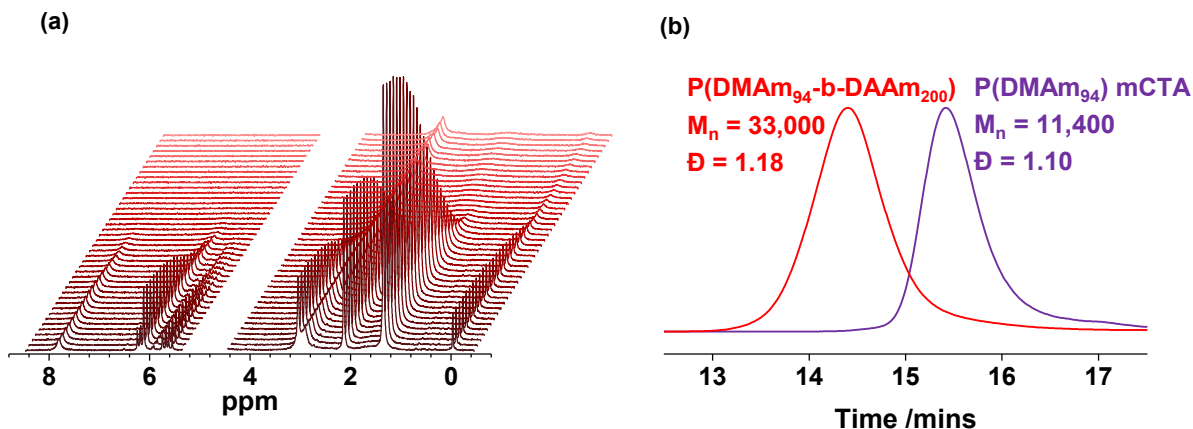 (a)
8 6 4 2 0
ppm
(b)
P(DMAm₉₄-b-DAAm₂₀₀)
Mₙ = 33,000
Đ = 1.18
P(DMAm₉₄) mCTA
Mₙ = 11,400
Đ = 1.10
13 14 15 16 17
Time /mins